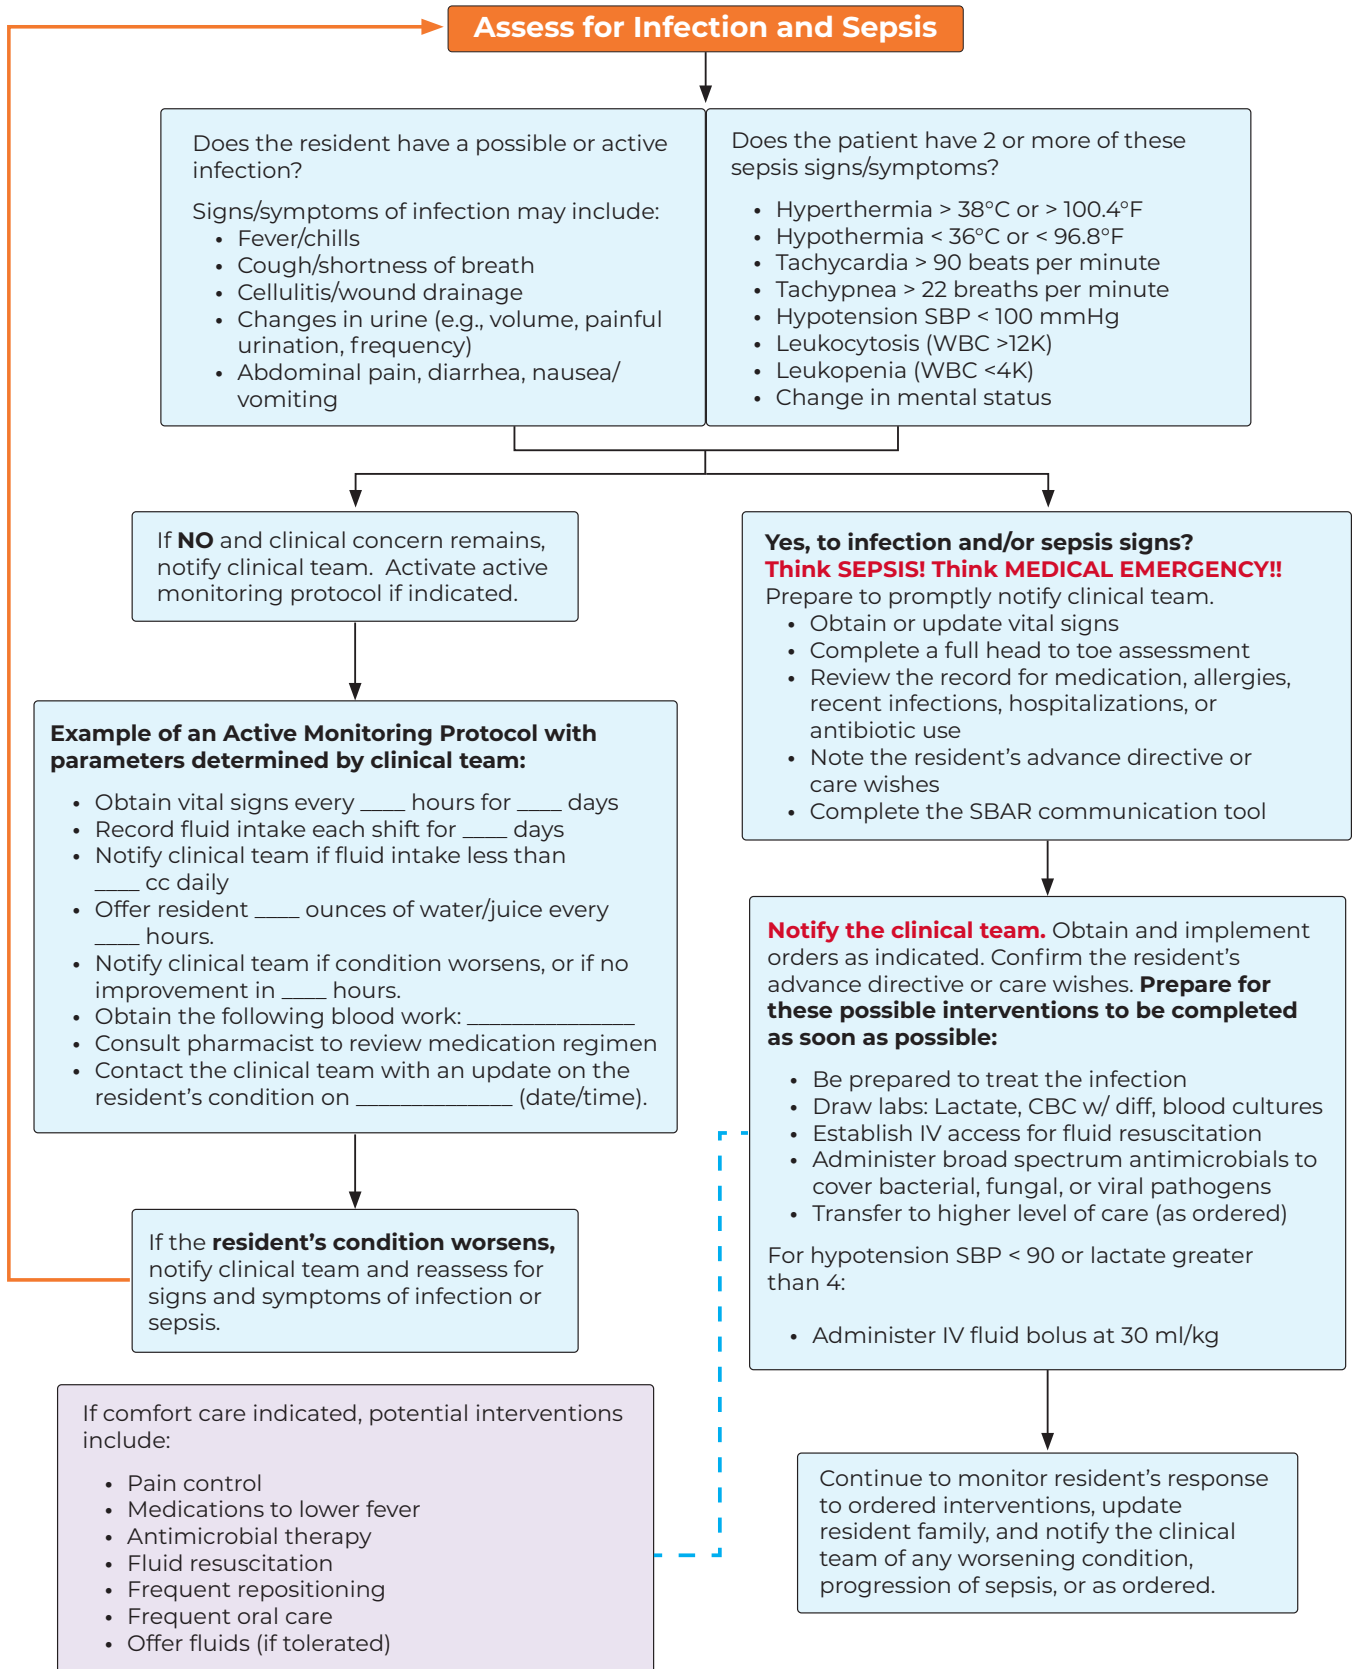 Assess for Infection and Sepsis
Does the resident have a possible or active
infection?
Signs/symptoms of infection may include:
• Fever/chills
• Cough/shortness of breath
• Cellulitis/wound drainage
• Changes in urine (e.g., volume, painful
urination, frequency)
• Abdominal pain, diarrhea, nausea/
vomiting
Does the patient have 2 or more of these
sepsis signs/symptoms?
• Hyperthermia > 38°C or > 100.4°F
• Hypothermia < 36°C or < 96.8°F
• Tachycardia > 90 beats per minute
• Tachypnea > 22 breaths per minute
• Hypotension SBP < 100 mmHg
• Leukocytosis (WBC >12K)
• Leukopenia (WBC <4K)
• Change in mental status
If NO and clinical concern remains,
notify clinical team.  Activate active
monitoring protocol if indicated.
Example of an Active Monitoring Protocol with
parameters determined by clinical team:
• Obtain vital signs every ____ hours for ____ days
• Record fluid intake each shift for ____ days
• Notify clinical team if fluid intake less than
____ cc daily
• Offer resident ____ ounces of water/juice every
____ hours.
• Notify clinical team if condition worsens, or if no
improvement in ____ hours.
• Obtain the following blood work: _______________
• Consult pharmacist to review medication regimen
• Contact the clinical team with an update on the
resident's condition on ______________ (date/time).
If the resident's condition worsens,
notify clinical team and reassess for
signs and symptoms of infection or
sepsis.
If comfort care indicated, potential interventions
include:
• Pain control
• Medications to lower fever
• Antimicrobial therapy
• Fluid resuscitation
• Frequent repositioning
• Frequent oral care
• Offer fluids (if tolerated)
Yes, to infection and/or sepsis signs?
Think SEPSIS! Think MEDICAL EMERGENCY!!
Prepare to promptly notify clinical team.
• Obtain or update vital signs
• Complete a full head to toe assessment
• Review the record for medication, allergies,
recent infections, hospitalizations, or
antibiotic use
• Note the resident's advance directive or
care wishes
• Complete the SBAR communication tool
Notify the clinical team. Obtain and implement
orders as indicated. Confirm the resident's
advance directive or care wishes. Prepare for
these possible interventions to be completed
as soon as possible:
• Be prepared to treat the infection
• Draw labs: Lactate, CBC w/ diff, blood cultures
• Establish IV access for fluid resuscitation
• Administer broad spectrum antimicrobials to
cover bacterial, fungal, or viral pathogens
• Transfer to higher level of care (as ordered)
For hypotension SBP < 90 or lactate greater
than 4:
• Administer IV fluid bolus at 30 ml/kg
Continue to monitor resident's response
to ordered interventions, update
resident family, and notify the clinical
team of any worsening condition,
progression of sepsis, or as ordered.